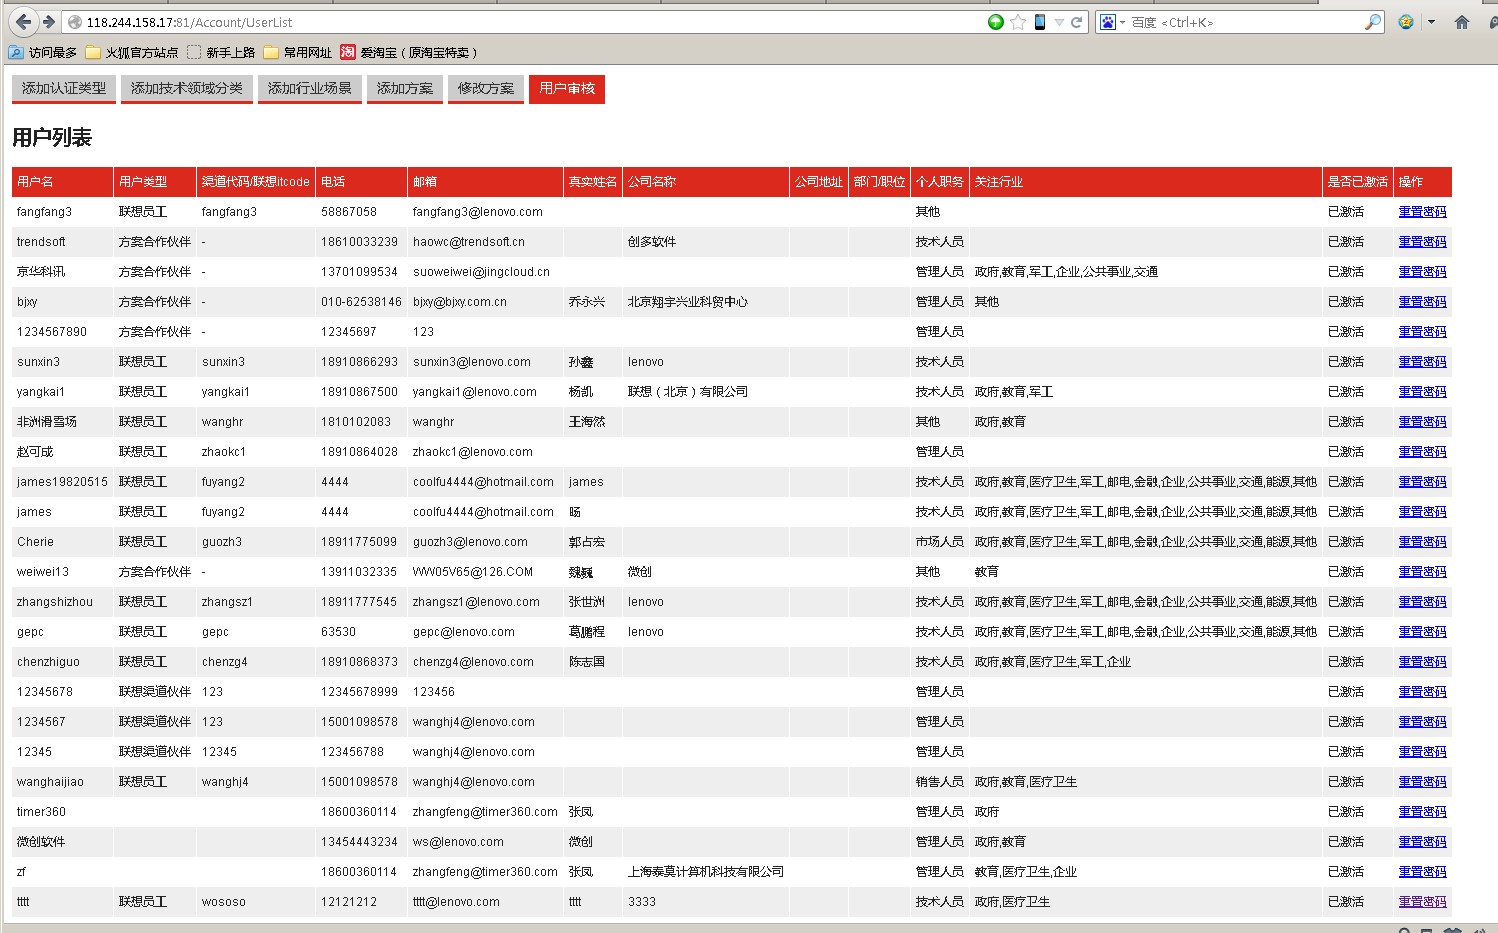 118.244.158.17:81/Account/UserList
百度 <Ctrl+K>
访问最多 火狐官方站点 新手上路 常用网址 爱淘宝（原淘宝特卖）
添加认证类型 添加技术领域分类 添加行业场景 添加方案 修改方案 用户审核
用户列表
用户名 用户类型 渠道代码/联想itcode 电话 邮箱 真实姓名 公司名称 公司地址 部门/职位 个人职务 关注行业 是否已激活 操作
fangfang3 联想员工 fangfang3 58867058 fangfang3@lenovo.com 其他 已激活 重置密码
trendsoft 方案合作伙伴 - 18610033239 haowc@trendsoft.cn 创多软件 技术人员 已激活 重置密码
京华科讯 方案合作伙伴 - 13701099534 suoweiwei@jingcloud.cn 管理人员 政府,教育,军工,企业,公共事业,交通 已激活 重置密码
bjxy 方案合作伙伴 - 010-62538146 bjxy@bjxy.com.cn 乔永兴 北京翔宇兴业科贸中心 管理人员 其他 已激活 重置密码
1234567890 方案合作伙伴 - 12345697 123 管理人员 已激活 重置密码
sunxin3 联想员工 sunxin3 18910866293 sunxin3@lenovo.com 孙鑫 lenovo 技术人员 已激活 重置密码
yangkai1 联想员工 yangkai1 18910867500 yangkai1@lenovo.com 杨凯 联想（北京）有限公司 技术人员 政府,教育,军工 已激活 重置密码
非洲滑雪场 联想员工 wanghr 1810102083 wanghr 王海然 其他 政府,教育 已激活 重置密码
赵可成 联想员工 zhaokc1 18910864028 zhaokc1@lenovo.com 管理人员 已激活 重置密码
james19820515 联想员工 fuyang2 4444 coolfu4444@hotmail.com james 技术人员 政府,教育,医疗卫生,军工,邮电,金融,企业,公共事业,交通,能源,其他 已激活 重置密码
james 联想员工 fuyang2 4444 coolfu4444@hotmail.com 旸 技术人员 政府,教育,医疗卫生,军工,邮电,金融,企业,公共事业,交通,能源,其他 已激活 重置密码
Cherie 联想员工 guozh3 18911775099 guozh3@lenovo.com 郭占宏 市场人员 政府,教育,医疗卫生,军工,邮电,金融,企业,公共事业,交通,能源,其他 已激活 重置密码
weiwei13 方案合作伙伴 - 13911032335 WW05V65@126.COM 魏巍 微创 其他 教育 已激活 重置密码
zhangshizhou 联想员工 zhangsz1 18911777545 zhangsz1@lenovo.com 张世洲 lenovo 技术人员 政府,教育,医疗卫生,军工,邮电,金融,企业,公共事业,交通,能源,其他 已激活 重置密码
gepc 联想员工 gepc 63530 gepc@lenovo.com 葛鹏程 lenovo 技术人员 政府,教育,医疗卫生,军工,邮电,金融,企业,公共事业,交通,能源,其他 已激活 重置密码
chenzhiguo 联想员工 chenzg4 18910868373 chenzg4@lenovo.com 陈志国 技术人员 政府,教育,医疗卫生,军工,企业 已激活 重置密码
12345678 联想渠道伙伴 123 12345678999 123456 管理人员 已激活 重置密码
1234567 联想渠道伙伴 123 15001098578 wanghj4@lenovo.com 管理人员 已激活 重置密码
12345 联想渠道伙伴 12345 123456788 wanghj4@lenovo.com 管理人员 已激活 重置密码
wanghaijiao 联想员工 wanghj4 15001098578 wanghj4@lenovo.com 销售人员 政府,教育,医疗卫生 已激活 重置密码
timer360 18600360114 zhangfeng@timer360.com 张凤 管理人员 政府 已激活 重置密码
微创软件 13454443234 ws@lenovo.com 微创 管理人员 政府,教育 已激活 重置密码
zf 18600360114 zhangfeng@timer360.com 张凤 上海泰莫计算机科技有限公司 管理人员 教育,医疗卫生,企业 已激活 重置密码
tttt 联想员工 wososo 12121212 tttt@lenovo.com tttt 3333 技术人员 政府,医疗卫生 已激活 重置密码